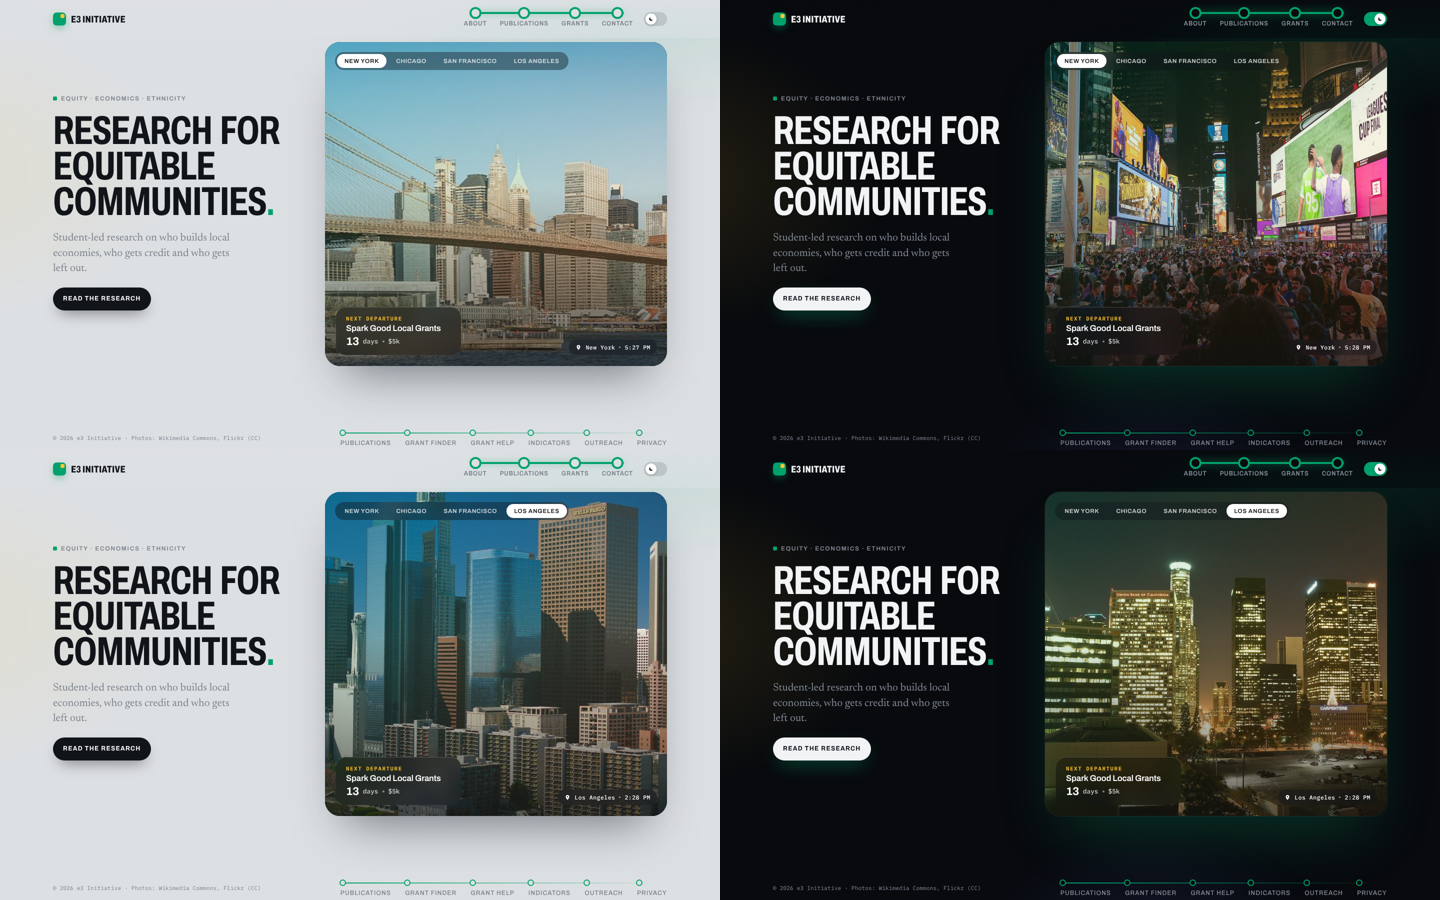 E3 INITIATIVE
ABOUT PUBLICATIONS GRANTS CONTACT
NEW YORK CHICAGO SAN FRANCISCO LOS ANGELES
EQUITY · ECONOMICS · ETHNICITY
RESEARCH FOR
EQUITABLE
COMMUNITIES.
Student-led research on who builds local
economies, who gets credit and who gets
left out.
READ THE RESEARCH
NEXT DEPARTURE
Spark Good Local Grants
13 days • $5k
New York • 5:27 PM
© 2026 e3 Initiative · Photos: Wikimedia Commons, Flickr (CC)
PUBLICATIONS GRANT FINDER GRANT HELP INDICATORS OUTREACH PRIVACY
E3 INITIATIVE
ABOUT PUBLICATIONS GRANTS CONTACT
NEW YORK CHICAGO SAN FRANCISCO LOS ANGELES
LEAGUES
CUP FINAL
EQUITY · ECONOMICS · ETHNICITY
RESEARCH FOR
EQUITABLE
COMMUNITIES.
Student-led research on who builds local
economies, who gets credit and who gets
left out.
READ THE RESEARCH
NEXT DEPARTURE
Spark Good Local Grants
13 days • $5k
New York • 5:28 PM
© 2026 e3 Initiative · Photos: Wikimedia Commons, Flickr (CC)
PUBLICATIONS GRANT FINDER GRANT HELP INDICATORS OUTREACH PRIVACY
E3 INITIATIVE
ABOUT PUBLICATIONS GRANTS CONTACT
NEW YORK CHICAGO SAN FRANCISCO LOS ANGELES
WELLS FARGO
EQUITY · ECONOMICS · ETHNICITY
RESEARCH FOR
EQUITABLE
COMMUNITIES.
Student-led research on who builds local
economies, who gets credit and who gets
left out.
READ THE RESEARCH
NEXT DEPARTURE
Spark Good Local Grants
13 days • $5k
Los Angeles • 2:28 PM
© 2026 e3 Initiative · Photos: Wikimedia Commons, Flickr (CC)
PUBLICATIONS GRANT FINDER GRANT HELP INDICATORS OUTREACH PRIVACY
E3 INITIATIVE
ABOUT PUBLICATIONS GRANTS CONTACT
NEW YORK CHICAGO SAN FRANCISCO LOS ANGELES
EQUITY · ECONOMICS · ETHNICITY
RESEARCH FOR
EQUITABLE
COMMUNITIES.
UNION BANK OF CALIFORNIA
CARPENTERS
Student-led research on who builds local
economies, who gets credit and who gets
left out.
READ THE RESEARCH
NEXT DEPARTURE
Spark Good Local Grants
13 days • $5k
Los Angeles • 2:28 PM
© 2026 e3 Initiative · Photos: Wikimedia Commons, Flickr (CC)
PUBLICATIONS GRANT FINDER GRANT HELP INDICATORS OUTREACH PRIVACY